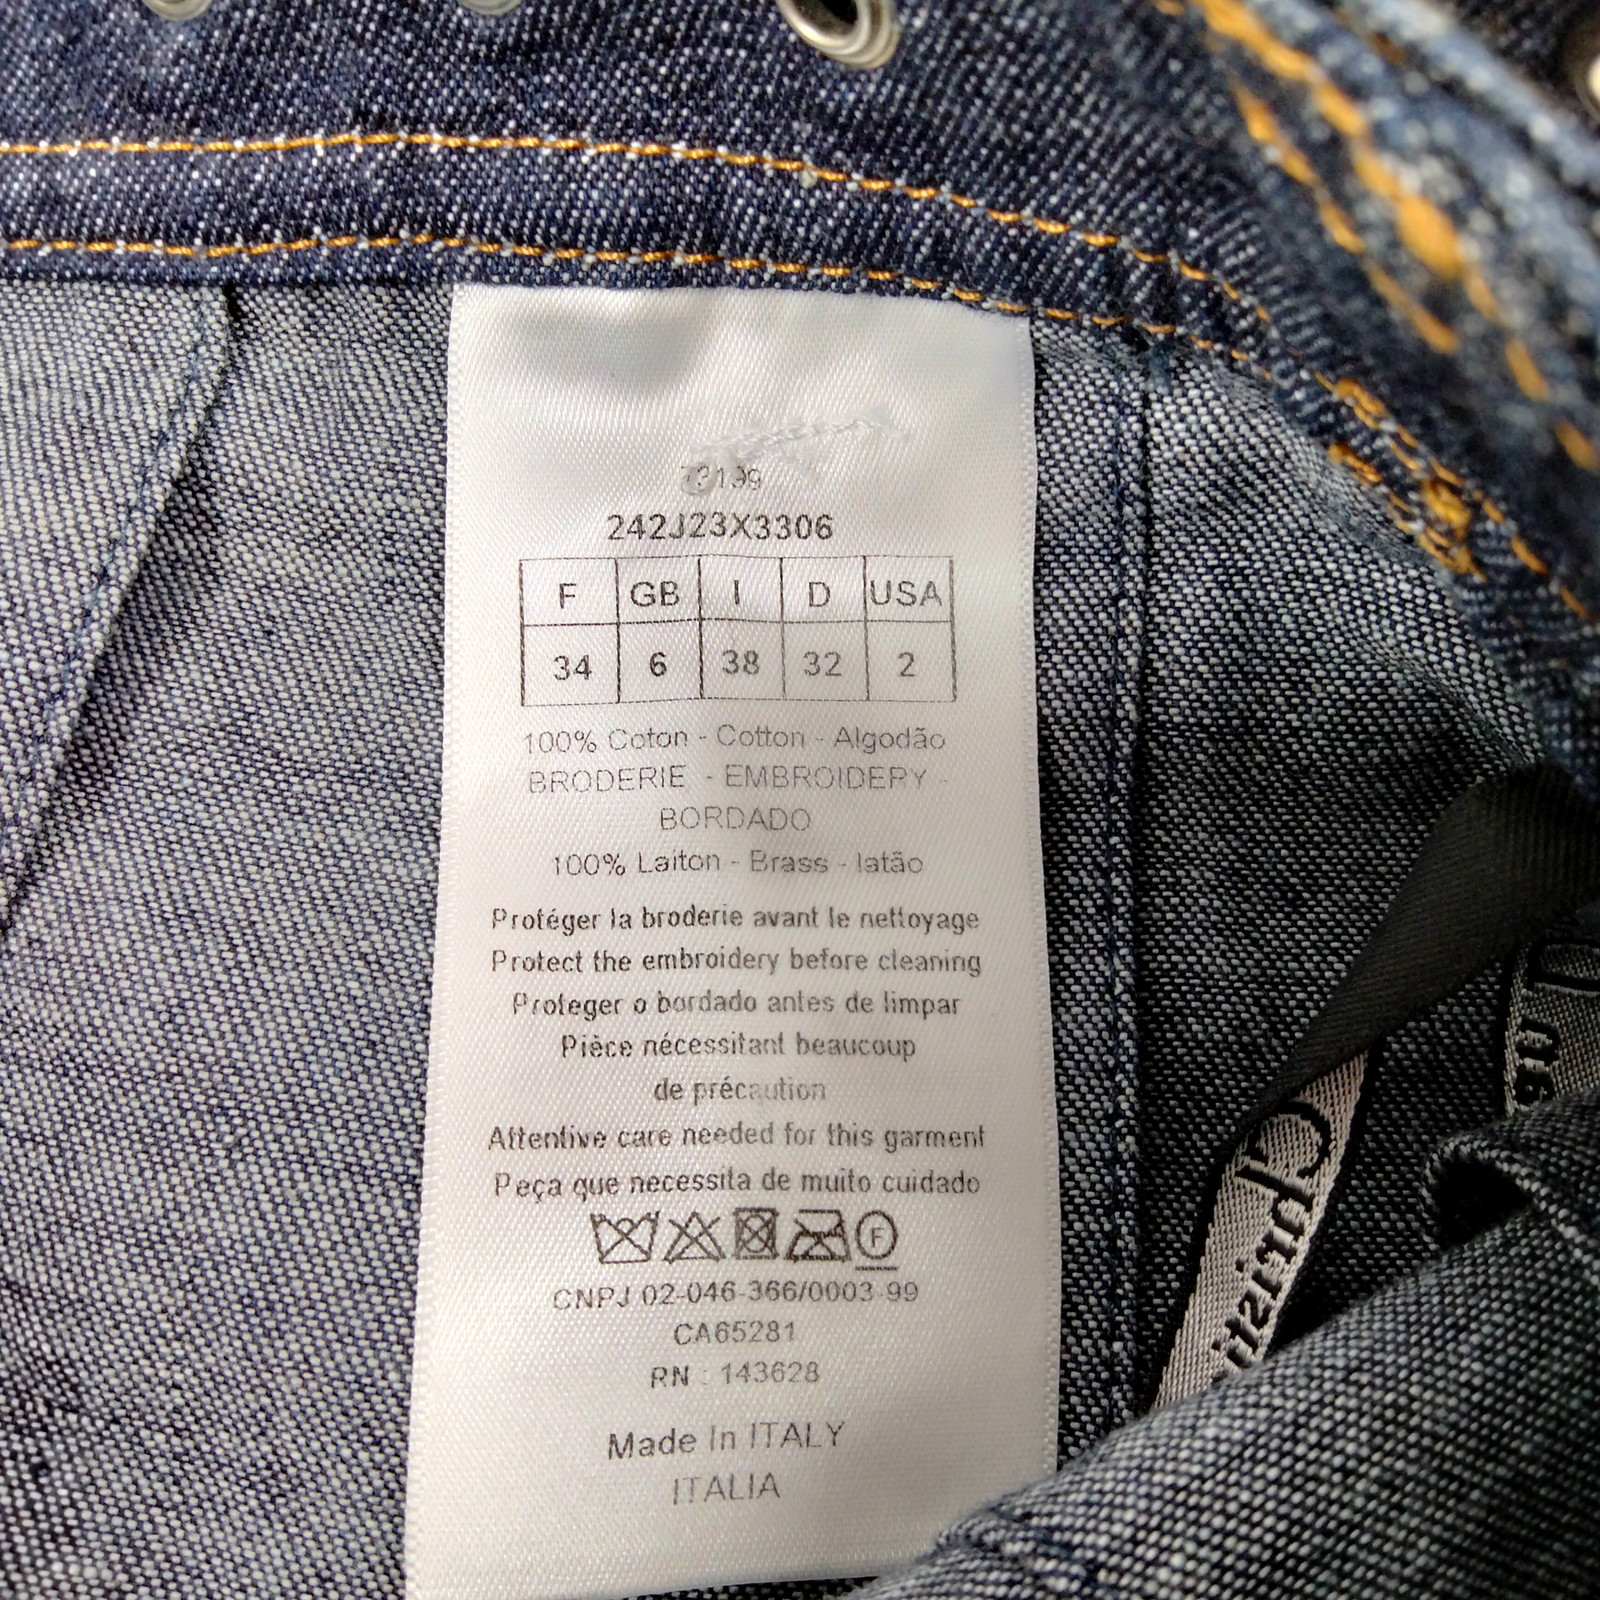 73199
242J23X3306
F GB I D USA
34 6 38 32 2
100% Coton - Cotton - Algodão
BRODERIE - EMBROIDERY -
BORDADO
100% Laiton - Brass - latão
Protéger la broderie avant le nettoyage
Protect the embroidery before cleaning
Proteger o bordado antes de limpar
Pièce nécessitant beaucoup
de précaution
Attentive care needed for this garment
Peça que necessita de muito cuidado
F
CNPJ 02-046-366/0003-99
CA65281
RN : 143628
Made In ITALY
ITALIA